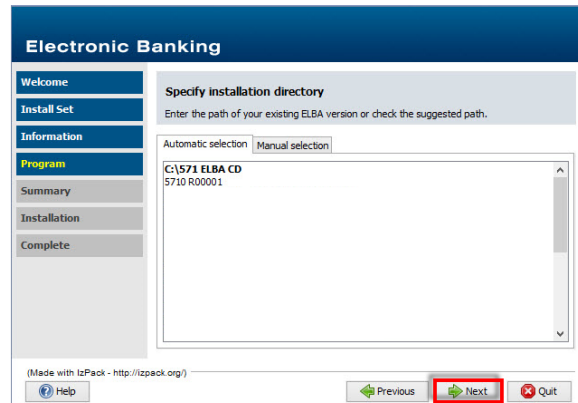 Electronic Banking
Welcome
Install Set
Information
Program
Summary
Installation
Complete
Specify installation directory
Enter the path of your existing ELBA version or check the suggested path.
Automatic selection Manual selection
C:\571 ELBA CD
5710 R00001
(Made with IzPack - http://izpack.org/)
Help Previous Next Quit